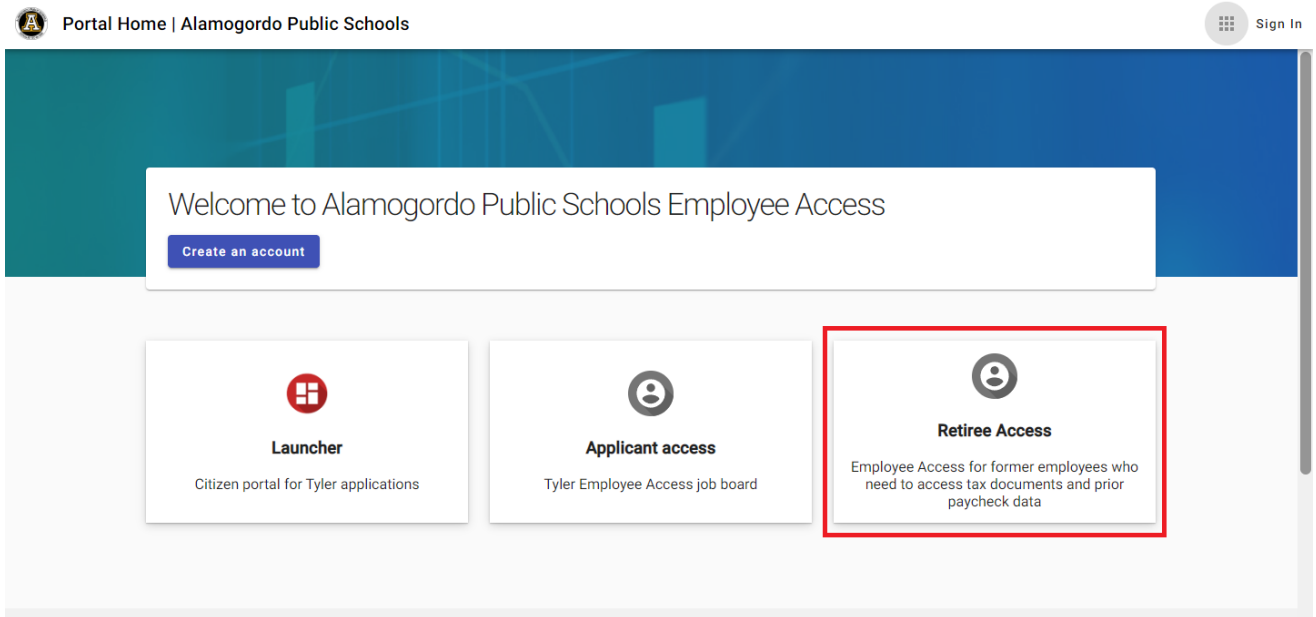 Portal Home | Alamogordo Public Schools
Sign In
Welcome to Alamogordo Public Schools Employee Access
Create an account
Launcher
Citizen portal for Tyler applications
Applicant access
Tyler Employee Access job board
Retiree Access
Employee Access for former employees who
need to access tax documents and prior
paycheck data